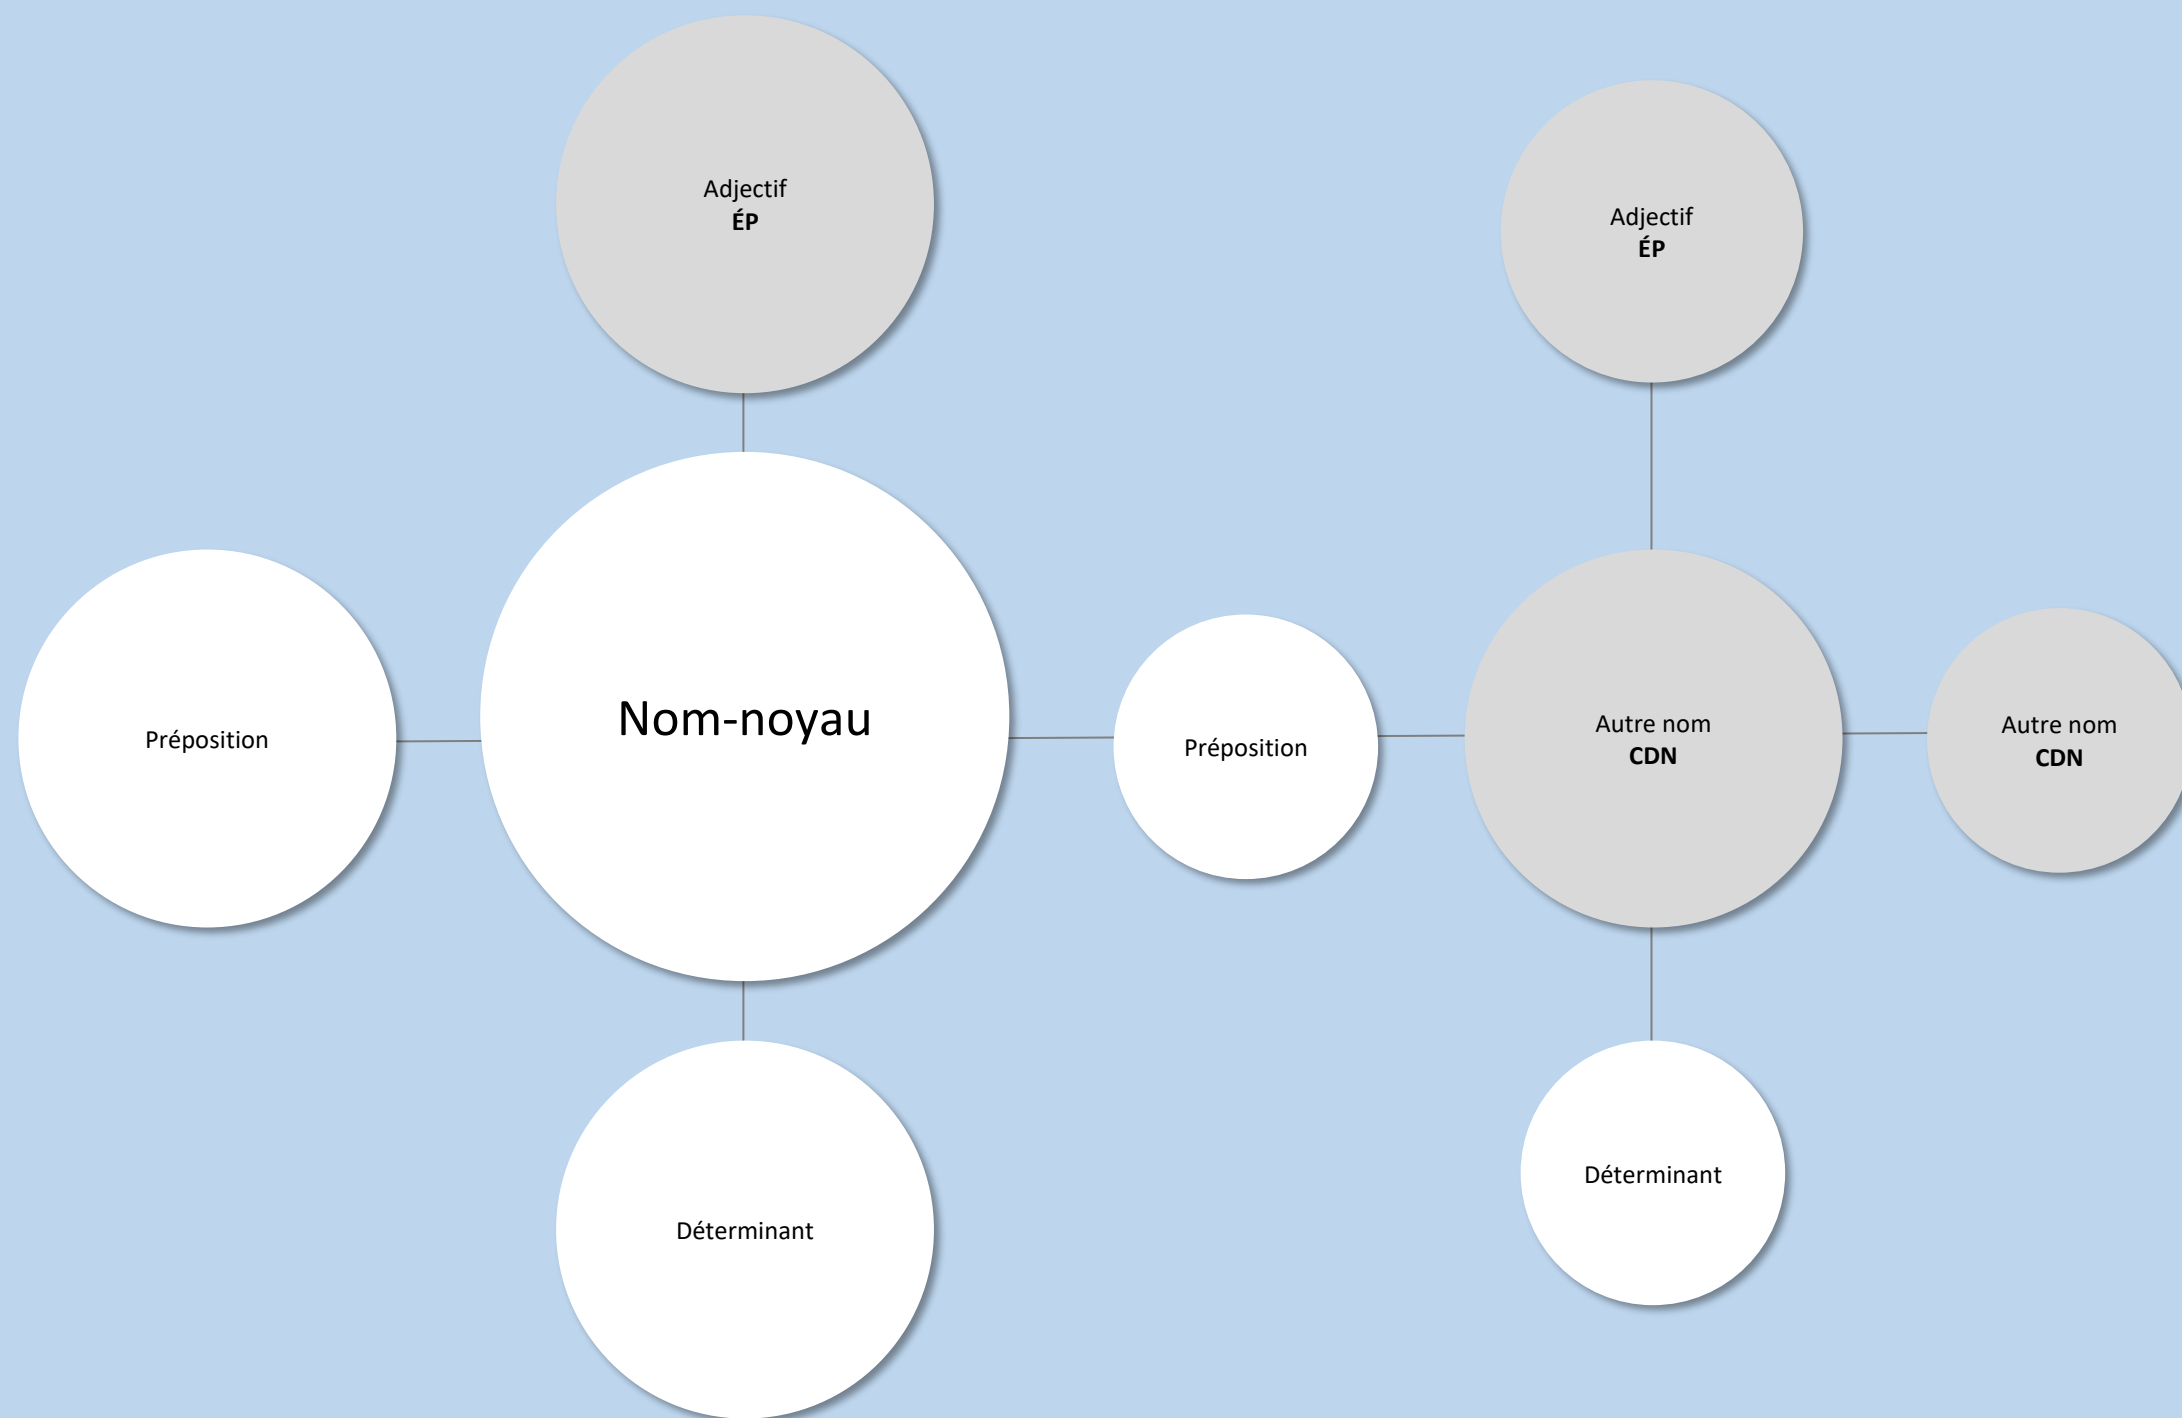 Adjectif
ÉP
Adjectif
ÉP
Préposition
Nom-noyau
Préposition
Autre nom
CDN
Autre nom
CDN
Déterminant
Déterminant